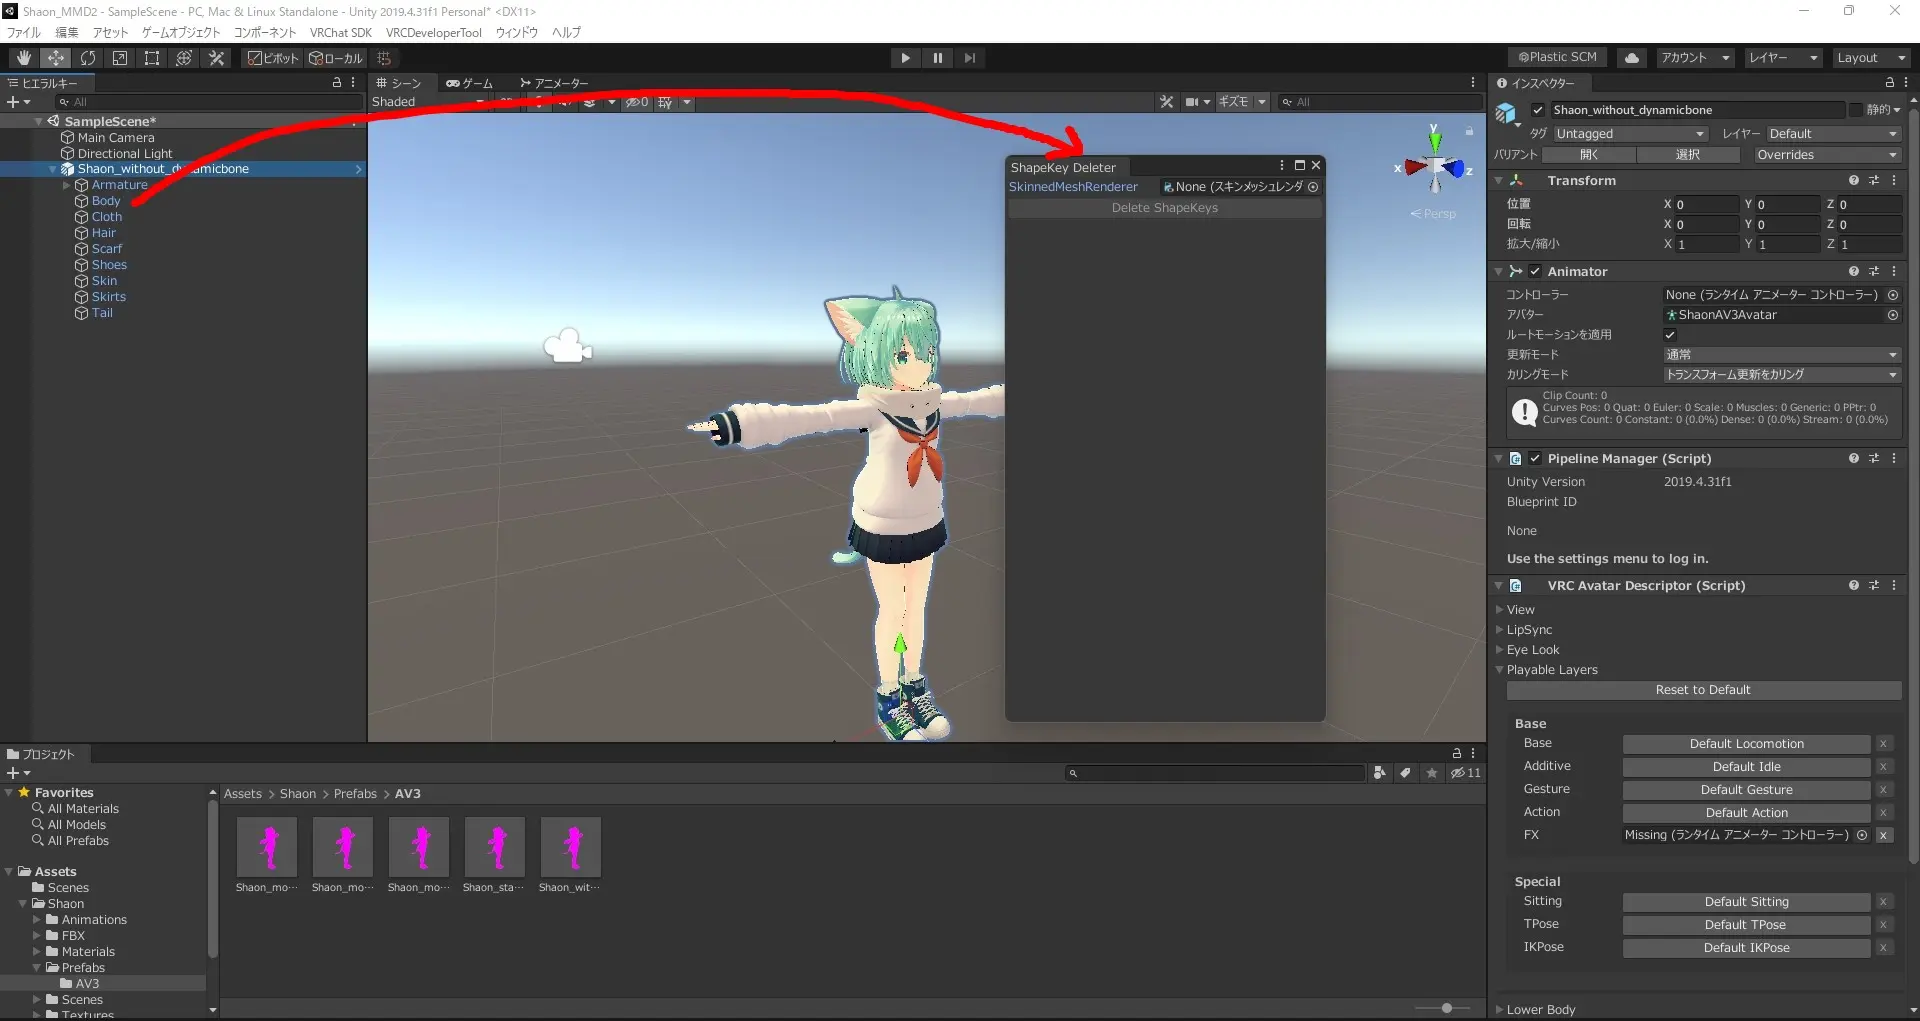 Shaon_MMD2 - SampleScene - PC, Mac & Linux Standalone - Unity 2019.4.31f1 Personal* <DX11>
ファイル 編集 アセット ゲームオブジェクト コンポーネント VRChat SDK VRCDeveloperTool ウィンドウ ヘルプ
ピボット ローカル Plastic SCM アカウント レイヤー Layout
ヒエラルキー
All
SampleScene*
Main Camera
Directional Light
Shaon_without_dynamicbone
Armature
Body
Cloth
Hair
Scarf
Shoes
Skin
Skirts
Tail
シーン ゲーム アニメーター
Shaded
0
ギズモ All
y
x
z
Persp
ShapeKey Deleter
SkinnedMeshRenderer None (スキンメッシュレンダ
Delete ShapeKeys
インスペクター
Shaon_without_dynamicbone 静的
タグ Untagged レイヤー Default
バリアント 開く 選択 Overrides
Transform
位置 X 0 Y 0 Z 0
回転 X 0 Y 0 Z 0
拡大/縮小 X 1 Y 1 Z 1
Animator
コントローラー None (ランタイム アニメーター コントローラー)
アバター ShaonAV3Avatar
ルートモーションを適用
更新モード 通常
カリングモード トランスフォーム更新をカリング
Clip Count: 0
Curves Pos: 0 Quat: 0 Euler: 0 Scale: 0 Muscles: 0 Generic: 0 PPtr: 0
Curves Count: 0 Constant: 0 (0.0%) Dense: 0 (0.0%) Stream: 0 (0.0%)
Pipeline Manager (Script)
Unity Version 2019.4.31f1
Blueprint ID
None
Use the settings menu to log in.
VRC Avatar Descriptor (Script)
View
LipSync
Eye Look
Playable Layers
Reset to Default
Base
Base Default Locomotion X
Additive Default Idle X
Gesture Default Gesture X
Action Default Action X
FX Missing (ランタイム アニメーター コントローラー) X
Special
Sitting Default Sitting X
TPose Default TPose X
IKPose Default IKPose X
Lower Body
プロジェクト
11
Favorites
All Materials
All Models
All Prefabs
Assets
Scenes
Shaon
Animations
FBX
Materials
Prefabs
AV3
Scenes
Textures
Assets > Shaon > Prefabs > AV3
Shaon_mo… Shaon_mo… Shaon_mo… Shaon_sta… Shaon_wit…